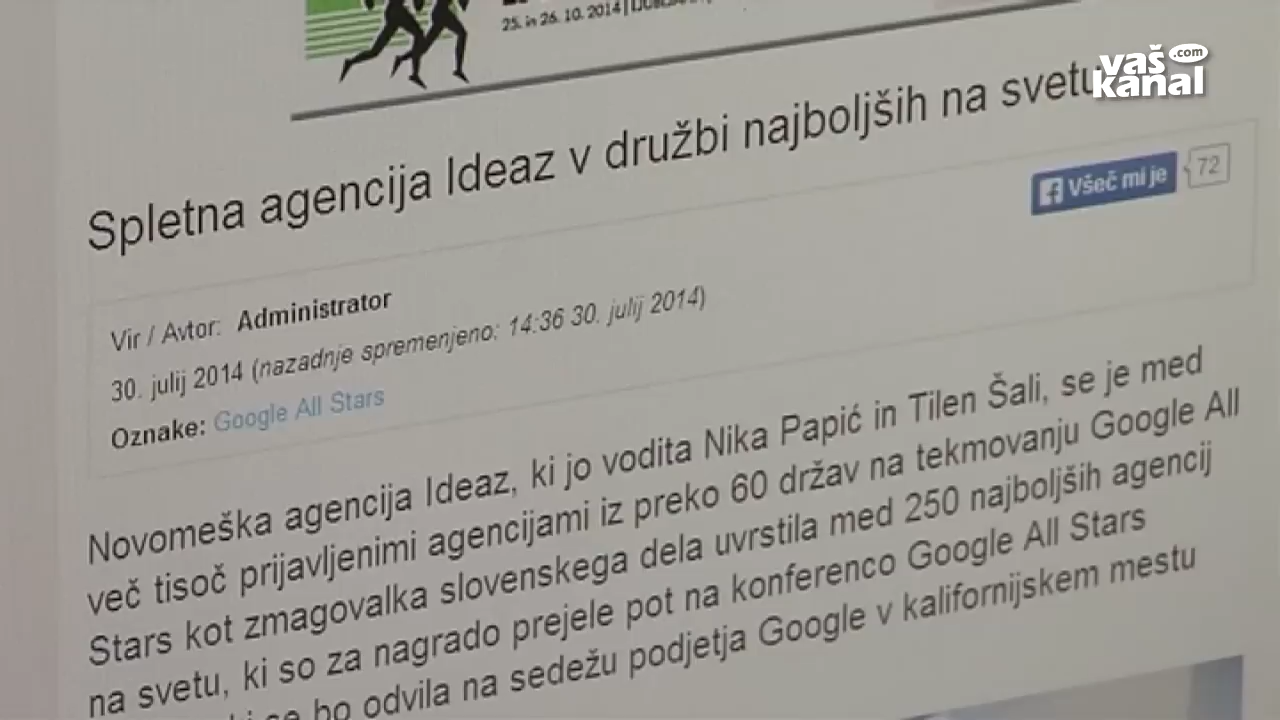 25. in 26. 10. 2014 |
vaš
.com
kanal
Spletna agencija Ideaz v družbi najboljših na svetu
Všeč mi je
72
Vir / Avtor: Administrator
30. julij 2014 (nazadnje spremenjeno: 14:36 30. julij 2014)
Oznake: Google All Stars
Novomeška agencija Ideaz, ki jo vodita Nika Papić in Tilen Šali, se je med
več tisoč prijavljenimi agencijami iz preko 60 držav na tekmovanju Google All
Stars kot zmagovalka slovenskega dela uvrstila med 250 najboljših agencij
na svetu, ki so za nagrado prejele pot na konferenco Google All Stars
se bo odvila na sedežu podjetja Google v kalifornijskem mestu